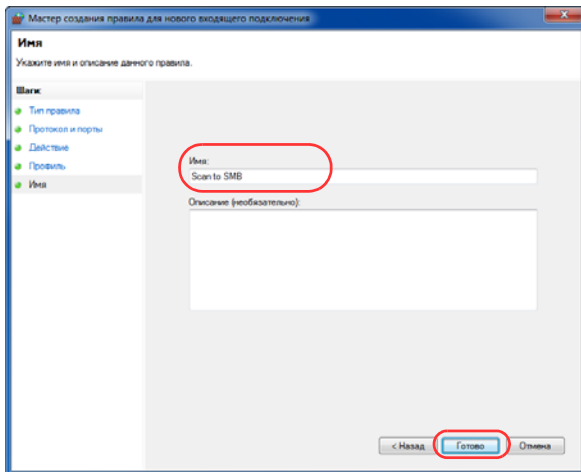 Мастер создания правила для нового входящего подключения
Имя
Укажите имя и описание данного правила.
Шаги:
Тип правила
Протокол и порты
Действие
Профиль
Имя
Имя:
Scan to SMB
Описание (необязательно):
< Назад
Готово
Отмена